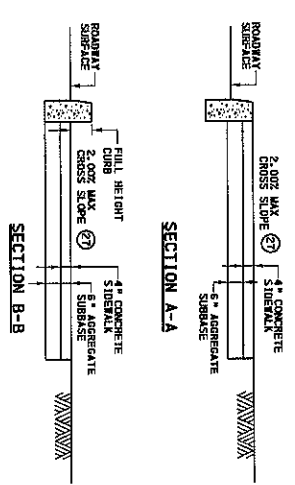 ROADWAY
SURFACE
2.00% MAX
CROSS SLOPE 27
4" CONCRETE
SIDEWALK
6" AGGREGATE
SUBBASE
SECTION A-A
ROADWAY
SURFACE
FULL HEIGHT
CURB
2.00% MAX
CROSS SLOPE 27
4" CONCRETE
SIDEWALK
6" AGGREGATE
SUBBASE
SECTION B-B